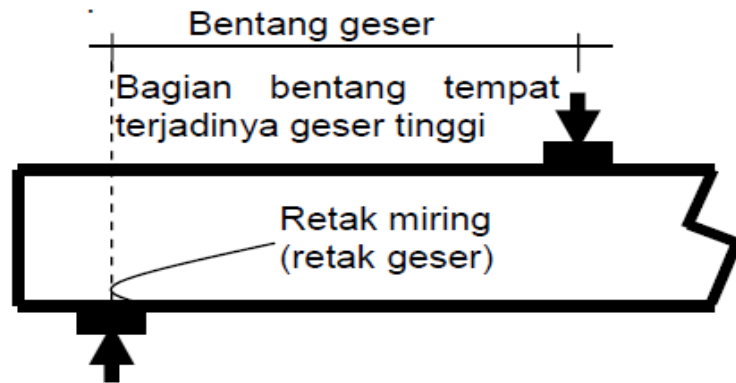 Bentang geser
Bagian bentang tempat
terjadinya geser tinggi
Retak miring
(retak geser)